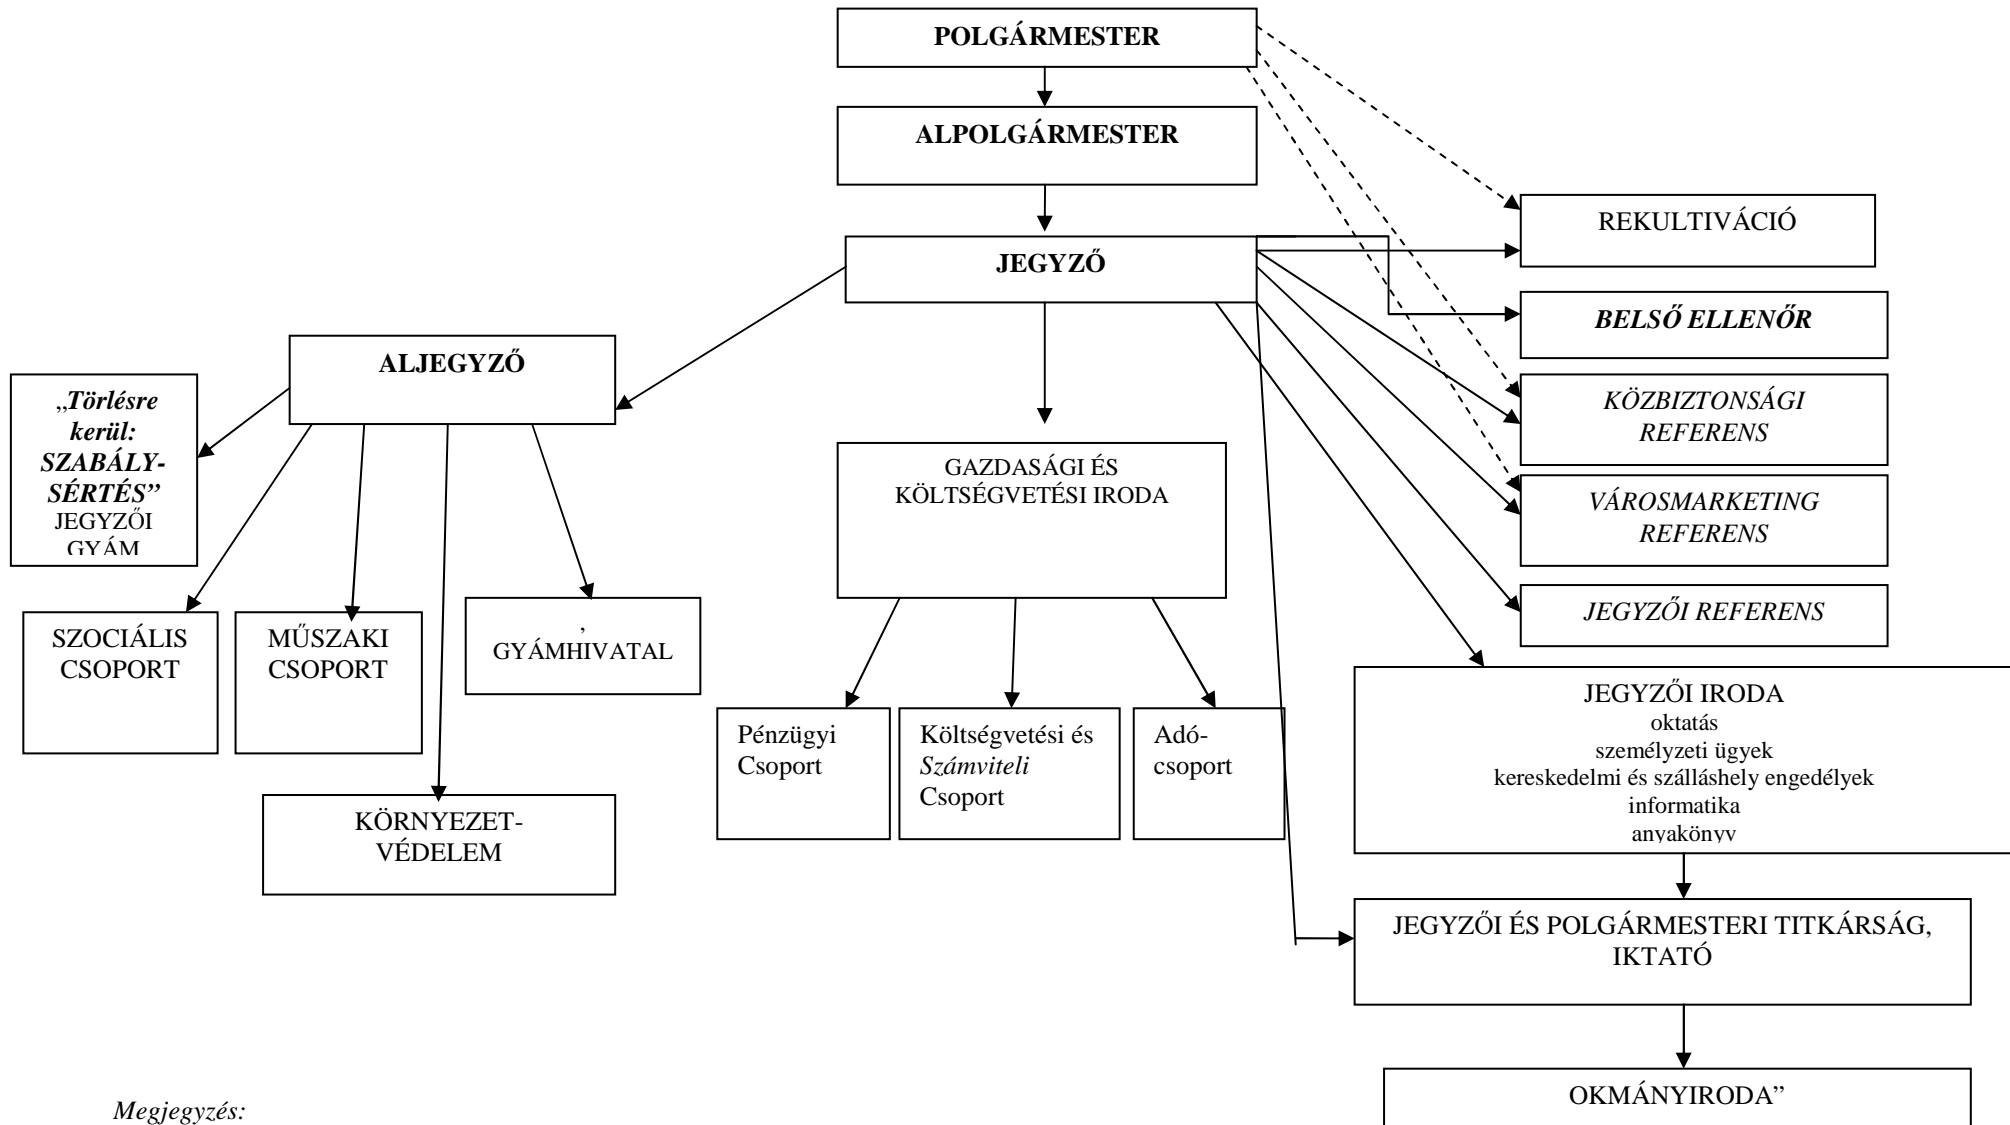 POLGÁRMESTER
ALPOLGÁRMESTER
JEGYZŐ
REKULTIVÁCIÓ
BELSŐ ELLENŐR
KÖZBIZTONSÁGI
REFERENS
VÁROSMARKETING
REFERENS
JEGYZŐI REFERENS
ALJEGYZŐ
„Törlésre
kerül:
SZABÁLY-
SÉRTÉS”
JEGYZŐI
GYÁM
SZOCIÁLIS
CSOPORT
MŰSZAKI
CSOPORT
,
GYÁMHIVATAL
KÖRNYEZET-
VÉDELEM
GAZDASÁGI ÉS
KÖLTSÉGVETÉSI IRODA
Pénzügyi
Csoport
Költségvetési és
Számviteli
Csoport
Adó-
csoport
JEGYZŐI IRODA
oktatás
személyzeti ügyek
kereskedelmi és szálláshely engedélyek
informatika
anyakönyv
JEGYZŐI ÉS POLGÁRMESTERI TITKÁRSÁG,
IKTATÓ
OKMÁNYIRODA”
Megjegyzés: